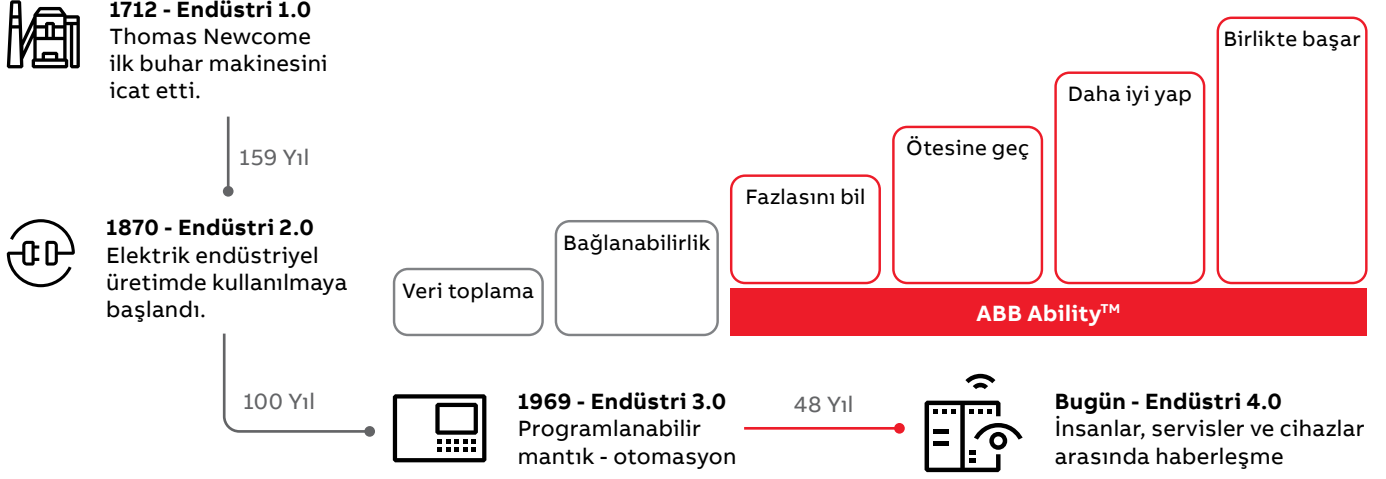 1712 - Endüstri 1.0
Thomas Newcome
ilk buhar makinesini
icat etti.
159 Yıl
1870 - Endüstri 2.0
Elektrik endüstriyel
üretimde kullanılmaya
başlandı.
100 Yıl
Veri toplama
Bağlanabilirlik
Fazlasını bil
Ötesine geç
Daha iyi yap
Birlikte başar
ABB Ability™
1969 - Endüstri 3.0
Programlanabilir
mantık - otomasyon
48 Yıl
Bugün - Endüstri 4.0
İnsanlar, servisler ve cihazlar
arasında haberleşme